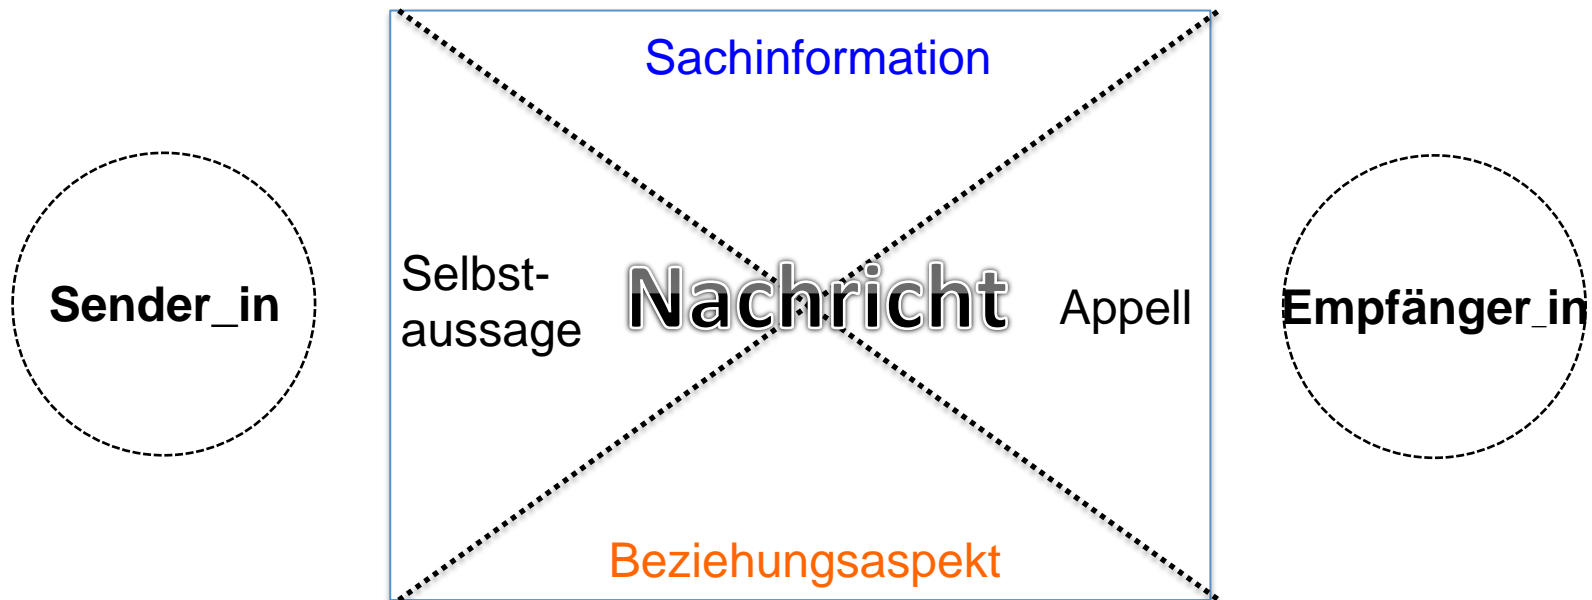 Sachinformation
Sender_in
Selbst-
aussage
Nachricht
Appell
Empfänger_in
Beziehungsaspekt